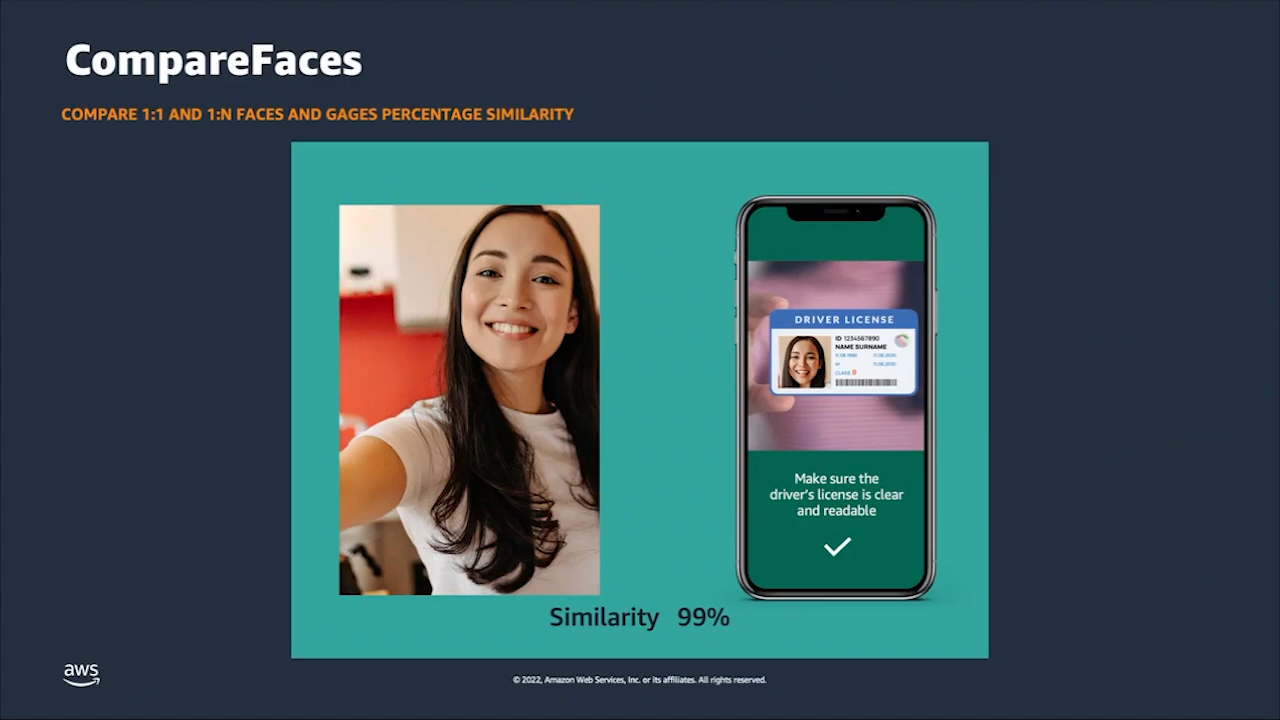 CompareFaces
COMPARE 1:1 AND 1:N FACES AND GAGES PERCENTAGE SIMILARITY
DRIVER LICENSE
ID 1234567890
NAME SURNAME
CLASS B
Make sure the
driver's license is clear
and readable
Similarity 99%
aws
© 2022, Amazon Web Services, Inc. or its affiliates. All rights reserved.